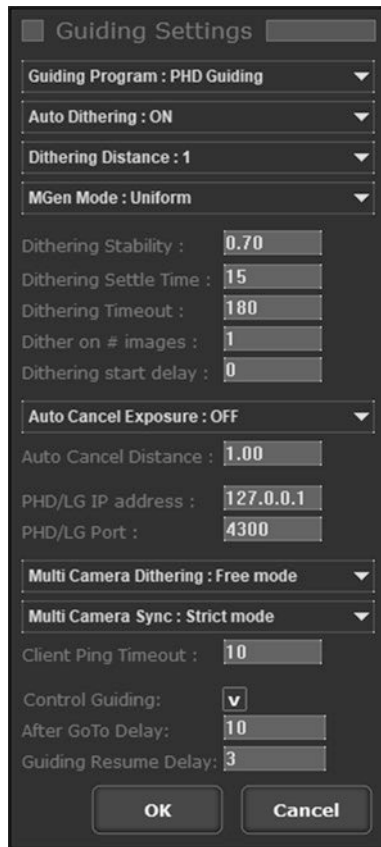 Guiding Settings
Guiding Program : PHD Guiding
Auto Dithering : ON
Dithering Distance : 1
MGen Mode : Uniform
Dithering Stability : 0.70
Dithering Settle Time : 15
Dithering Timeout : 180
Dither on # images : 1
Dithering start delay : 0
Auto Cancel Exposure : OFF
Auto Cancel Distance : 1.00
PHD/LG IP address : 127.0.0.1
PHD/LG Port : 4300
Multi Camera Dithering : Free mode
Multi Camera Sync : Strict mode
Client Ping Timeout : 10
Control Guiding: v
After GoTo Delay: 10
Guiding Resume Delay: 3
OK Cancel